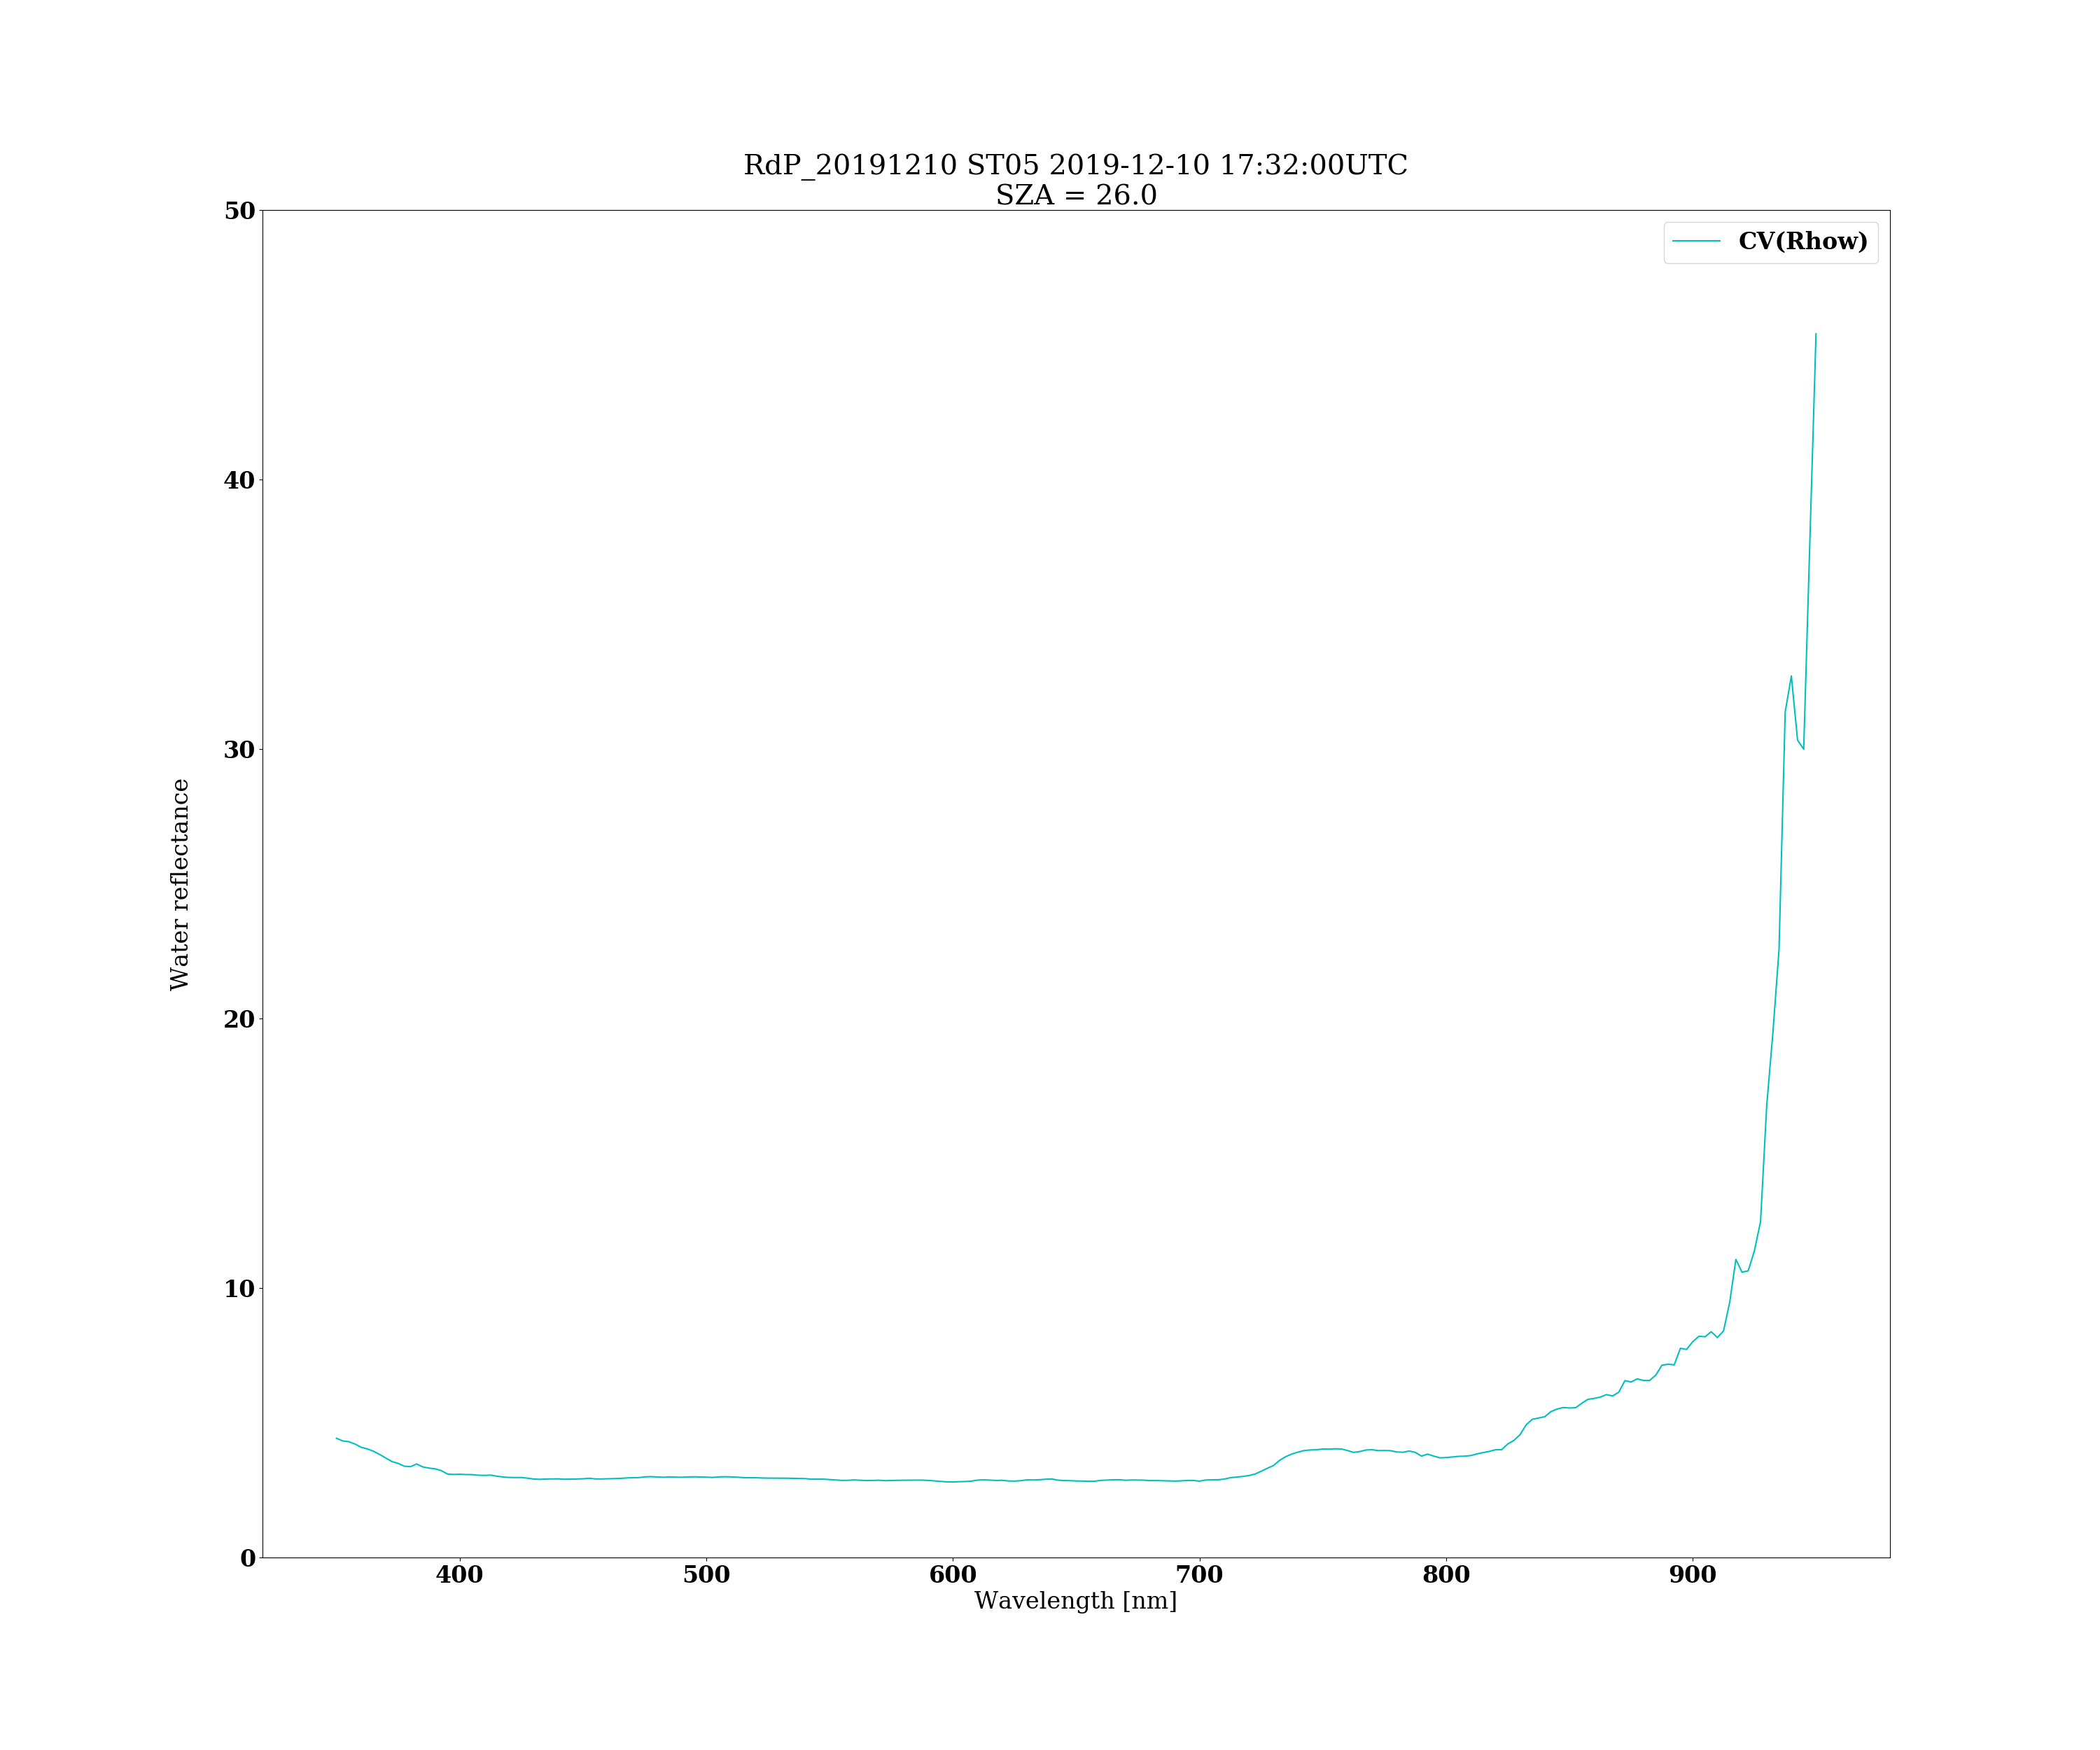 RdP_20191210 ST05 2019-12-10 17:32:00UTC
SZA = 26.0
CV(Rhow)
50
40
30
20
10
0
Water reflectance
400 500 600 700 800 900
Wavelength [nm]